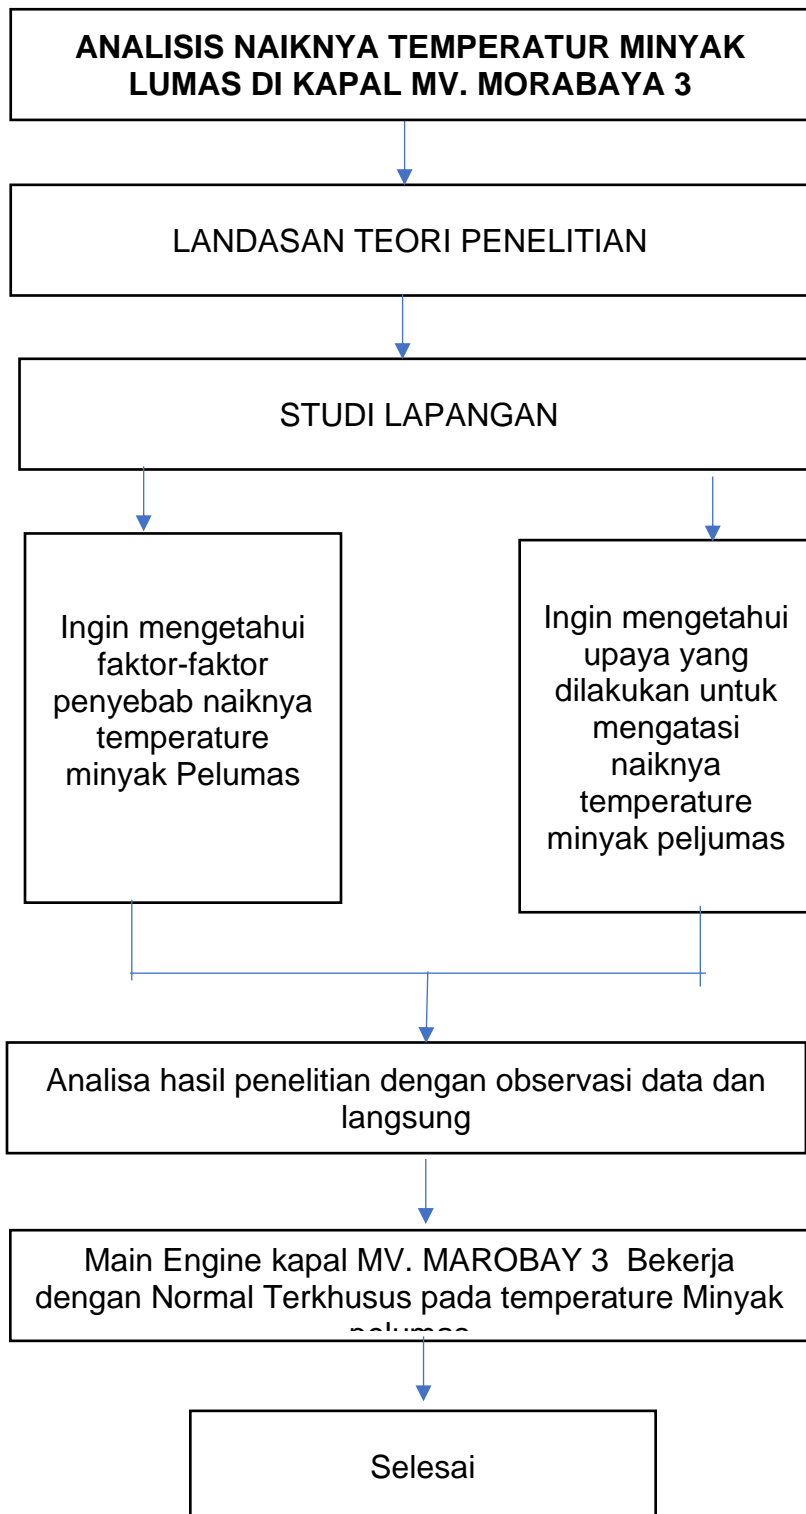 ANALISIS NAIKNYA TEMPERATUR MINYAK
LUMAS DI KAPAL MV. MORABAYA 3
LANDASAN TEORI PENELITIAN
STUDI LAPANGAN
Ingin mengetahui
faktor-faktor
penyebab naiknya
temperature
minyak Pelumas
Ingin mengetahui
upaya yang
dilakukan untuk
mengatasi
naiknya
temperature
minyak peljumas
Analisa hasil penelitian dengan observasi data dan
langsung
Main Engine kapal MV. MAROBAY 3 Bekerja
dengan Normal Terkhusus pada temperature Minyak
pelumas
Selesai